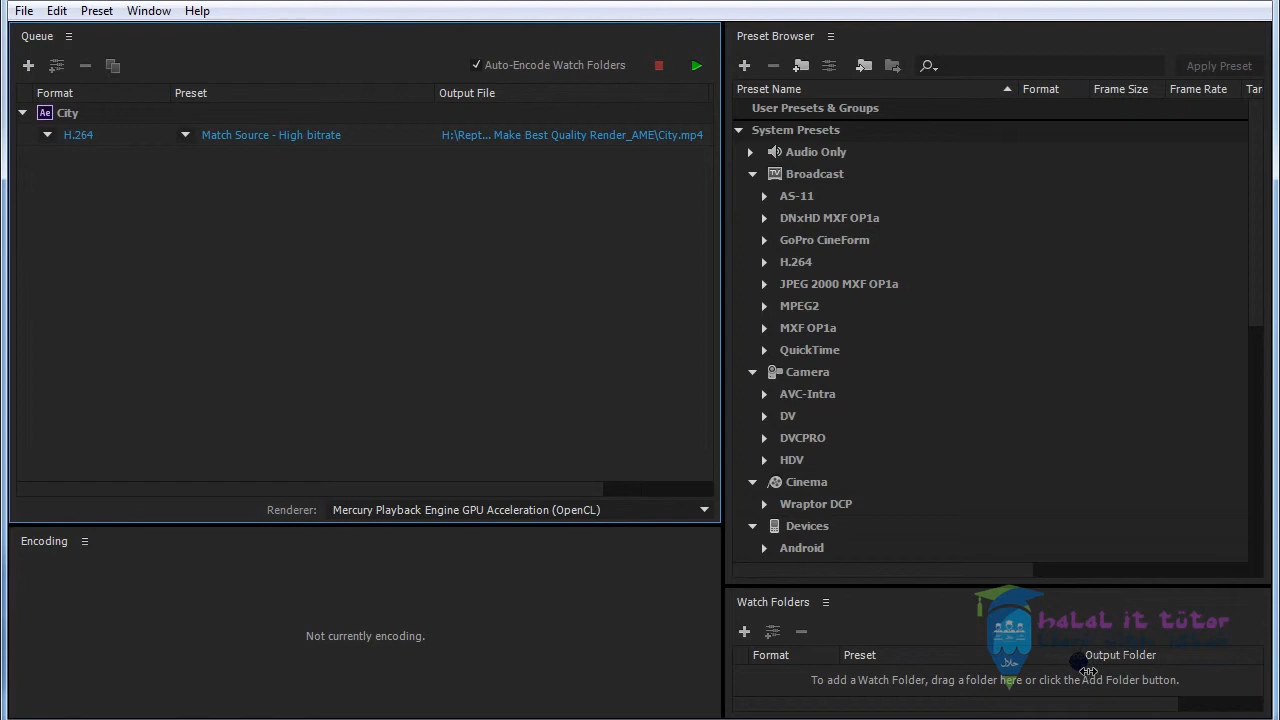 File Edit Preset Window Help
Queue
Auto-Encode Watch Folders
Format Preset Output File
Ae City
H.264 Match Source - High bitrate H:\Rept... Make Best Quality Render_AME\City.mp4
Renderer: Mercury Playback Engine GPU Acceleration (OpenCL)
Encoding
Not currently encoding.
Preset Browser
Apply Preset
Preset Name Format Frame Size Frame Rate Tar
User Presets & Groups
System Presets
Audio Only
TV Broadcast
AS-11
DNxHD MXF OP1a
GoPro CineForm
H.264
JPEG 2000 MXF OP1a
MPEG2
MXF OP1a
QuickTime
Camera
AVC-Intra
DV
DVCPRO
HDV
Cinema
Wraptor DCP
Devices
Android
Watch Folders
halal it tutor
حلال
Format Preset Output Folder
To add a Watch Folder, drag a folder here or click the Add Folder button.